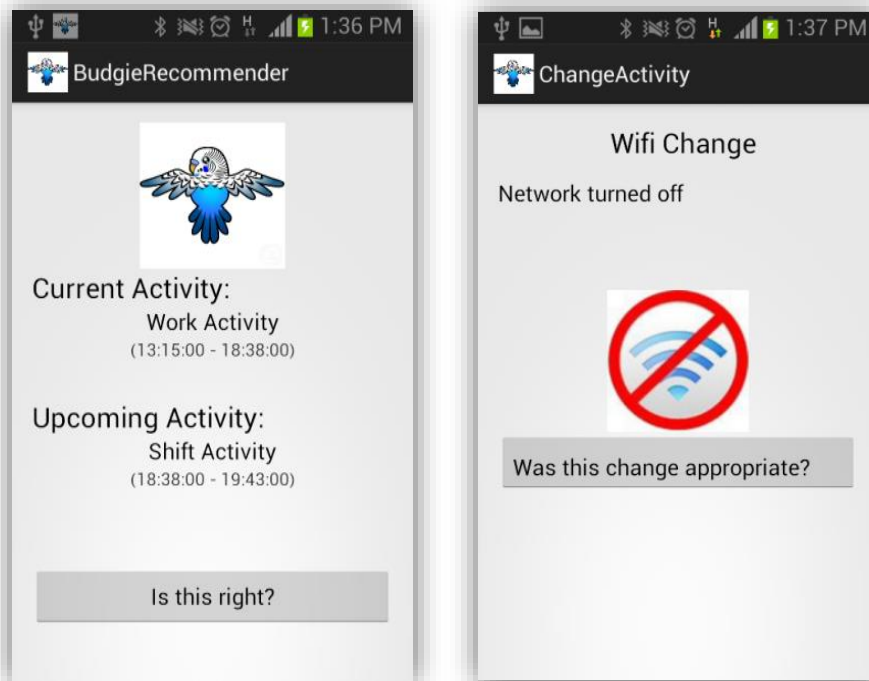 H 1:36 PM
BudgieRecommender
Current Activity:
Work Activity
(13:15:00 - 18:38:00)
Upcoming Activity:
Shift Activity
(18:38:00 - 19:43:00)
Is this right?
H 1:37 PM
ChangeActivity
Wifi Change
Network turned off
Was this change appropriate?